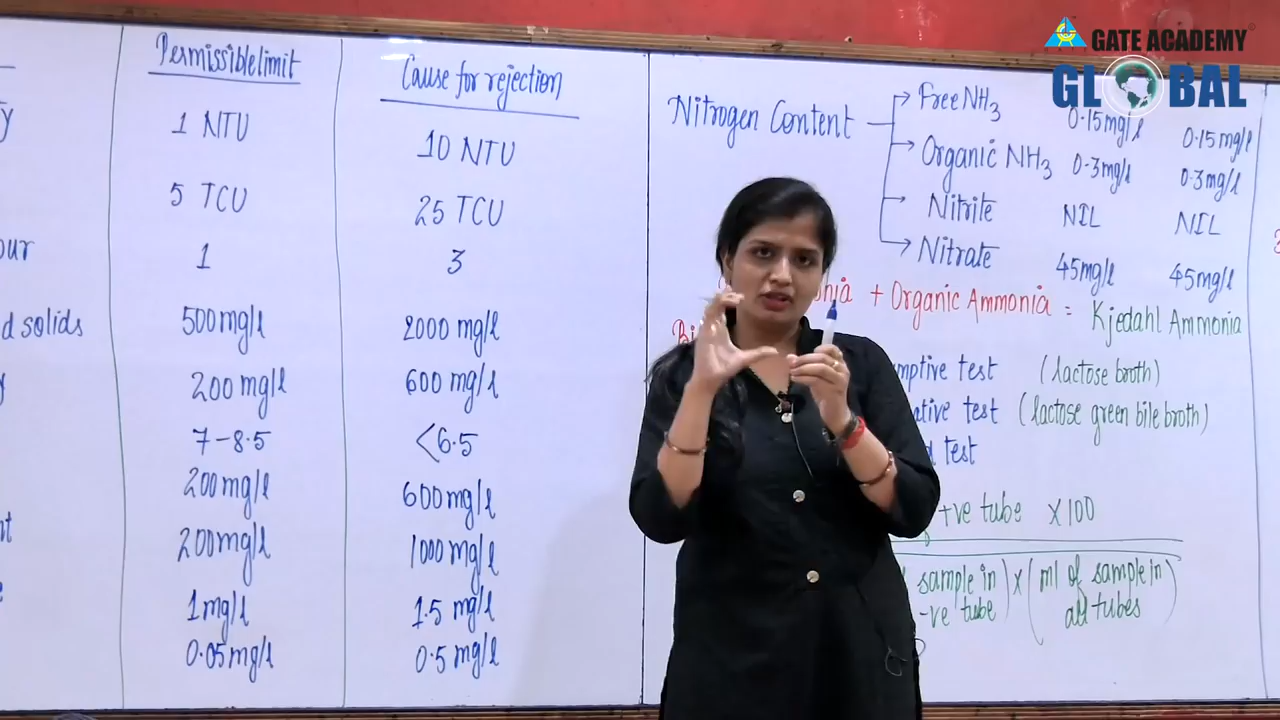 GATE ACADEMY
GLOBAL
Permissible limit Cause for rejection
y 1 NTU 10 NTU
5 TCU 25 TCU
our 1 3
d solids 500 mg/l 2000 mg/l
y 200 mg/l 600 mg/l
7-8.5 <6.5
200 mg/l 600 mg/l
nt 200 mg/l 1000 mg/l
e 1 mg/l 1.5 mg/l
0.05 mg/l 0.5 mg/l
Nitrogen Content
Free NH3 0.15 mg/l 0.15 mg/l
Organic NH3 0.3 mg/l 0.3 mg/l
Nitrite NIL NIL
Nitrate 45 mg/l 45 mg/l
onia + Organic Ammonia = Kjedahl Ammonia
mptive test (lactose broth)
ative test (lactose green bile broth)
d test
+ve tube x 100
sample in -ve tube) x (ml of sample in all tubes)